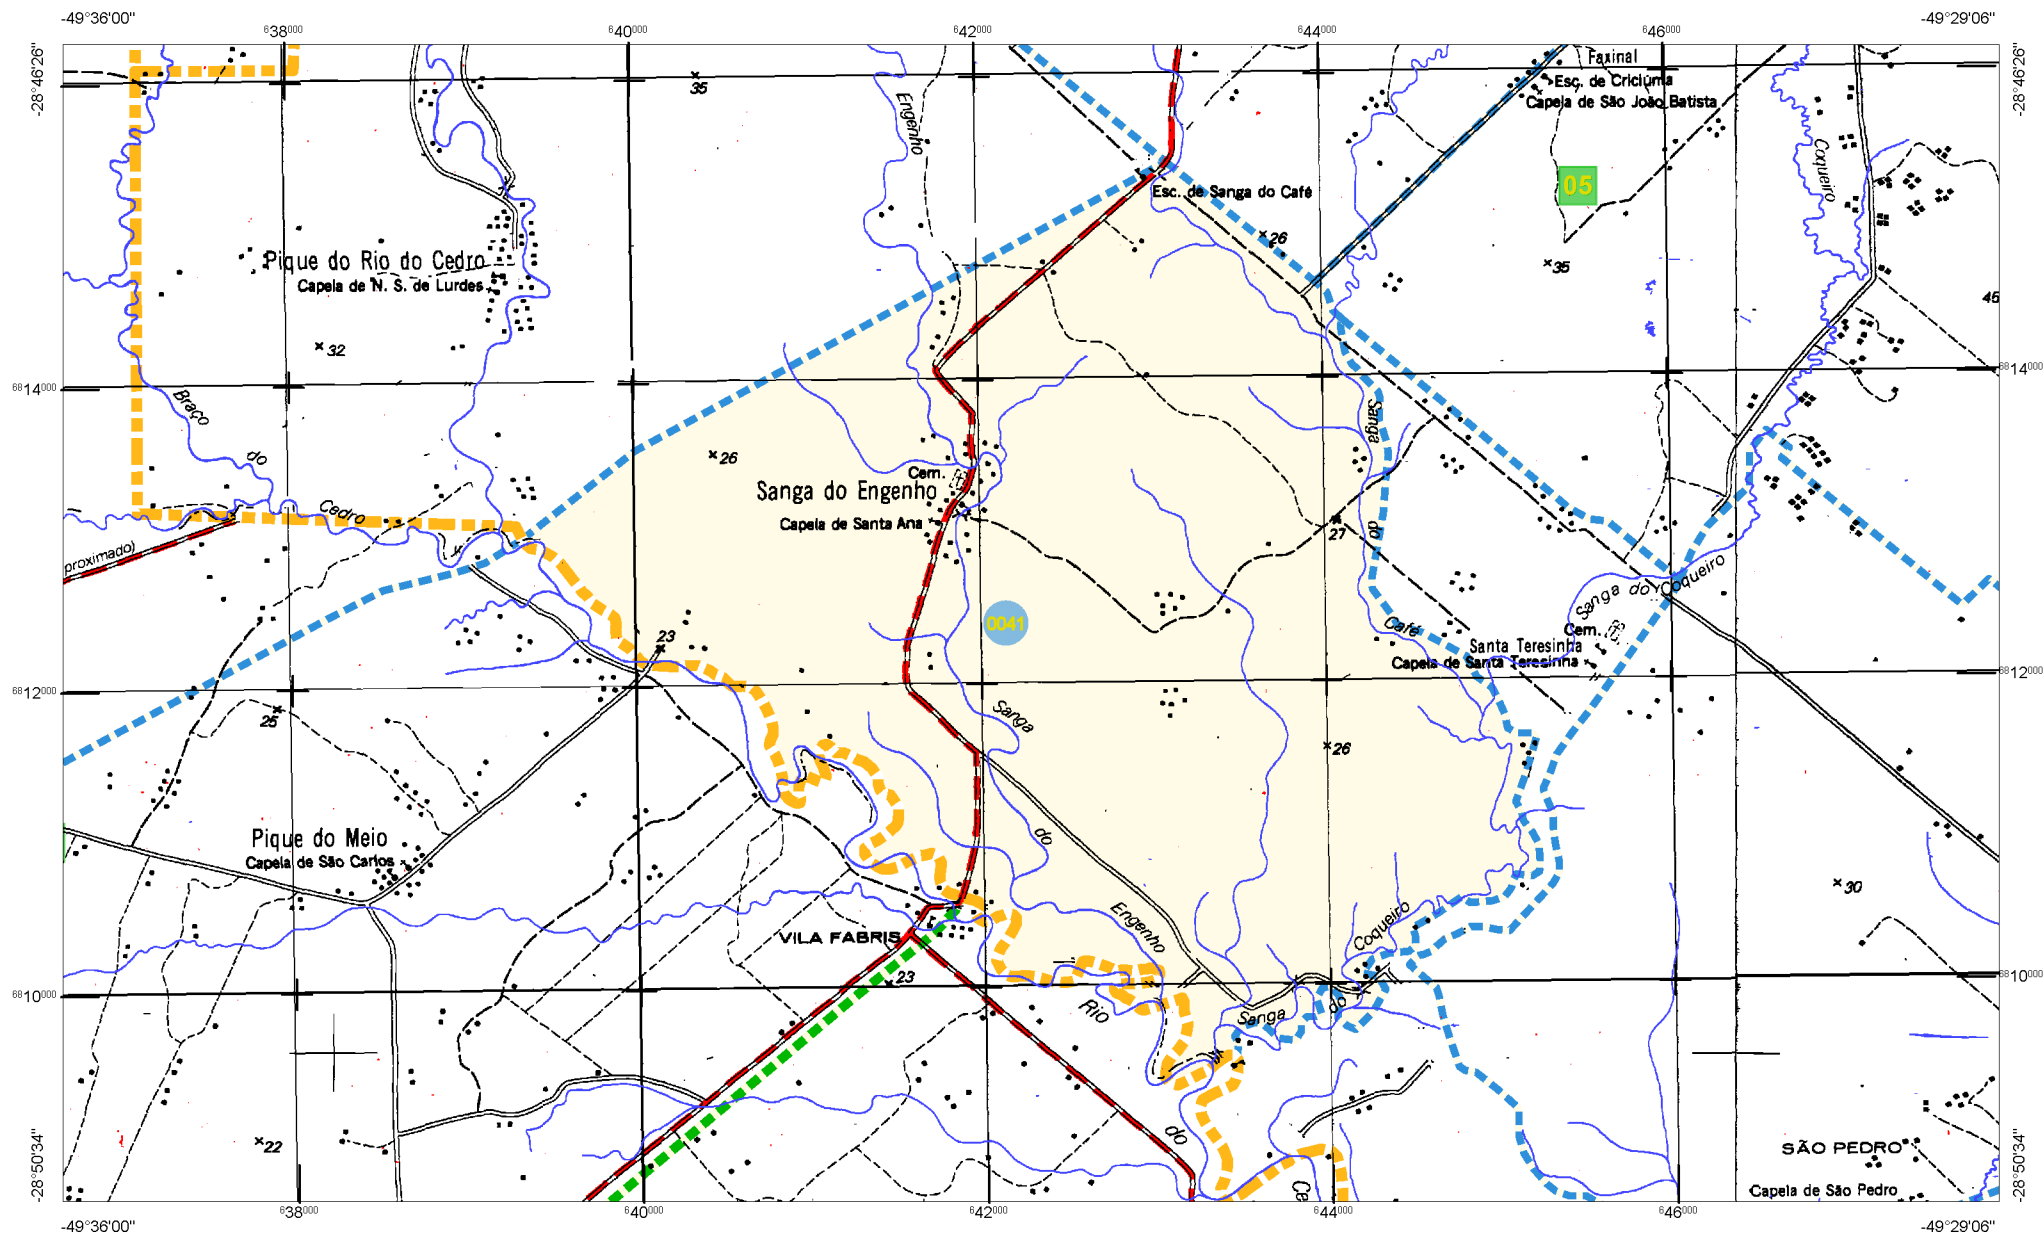 -49°36'00" -49°29'06"
638000 640000 642000 644000 646000
-28°46'26" -28°46'26"
Faxinal
Esc. de Criciúma
Capela de São João Batista
35
Engenho
Coqueiro
05
Esc. de Sanga do Café
26
35
Pique do Rio do Cedro
Capela de N. S. de Lurdes
32
6814000 6814000
Braço
do
Cedro
Sanga
do
Café
26
Cem.
Sanga do Engenho
Capela de Santa Ana
27
proximado)
0041
Sanga do Coqueiro
Cem.
Santa Teresinha
Capela de Santa Teresinha
23
6812000 6812000
25
Sanga
do
Engenho
26
Pique do Meio
Capela de São Carlos
30
VILA FABRIS
23
Coqueiro
do
Sanga
6810000 6810000
Rio
do
22
SÃO PEDRO
Capela de São Pedro
Ce
-28°50'34" -28°50'34"
638000 640000 642000 644000 646000
-49°36'00" -49°29'06"